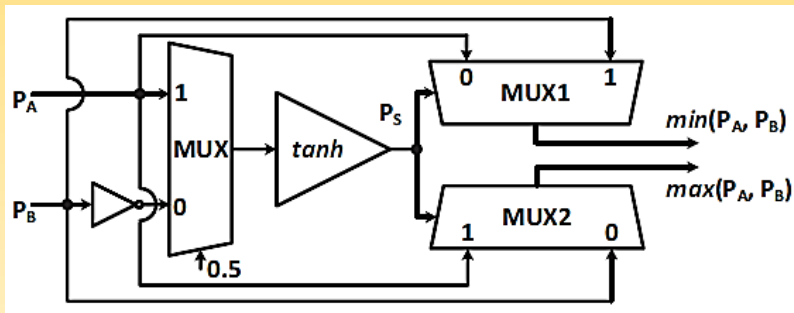 P_A
P_B
1
MUX
0
0.5
tanh
P_S
0 1
MUX1
MUX2
1 0
min(P_A, P_B)
max(P_A, P_B)